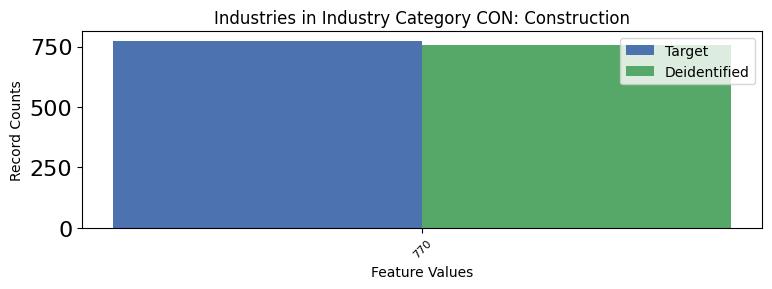 Industries in Industry Category CON: Construction
750
500
250
0
Record Counts
Target
Deidentified
770
Feature Values